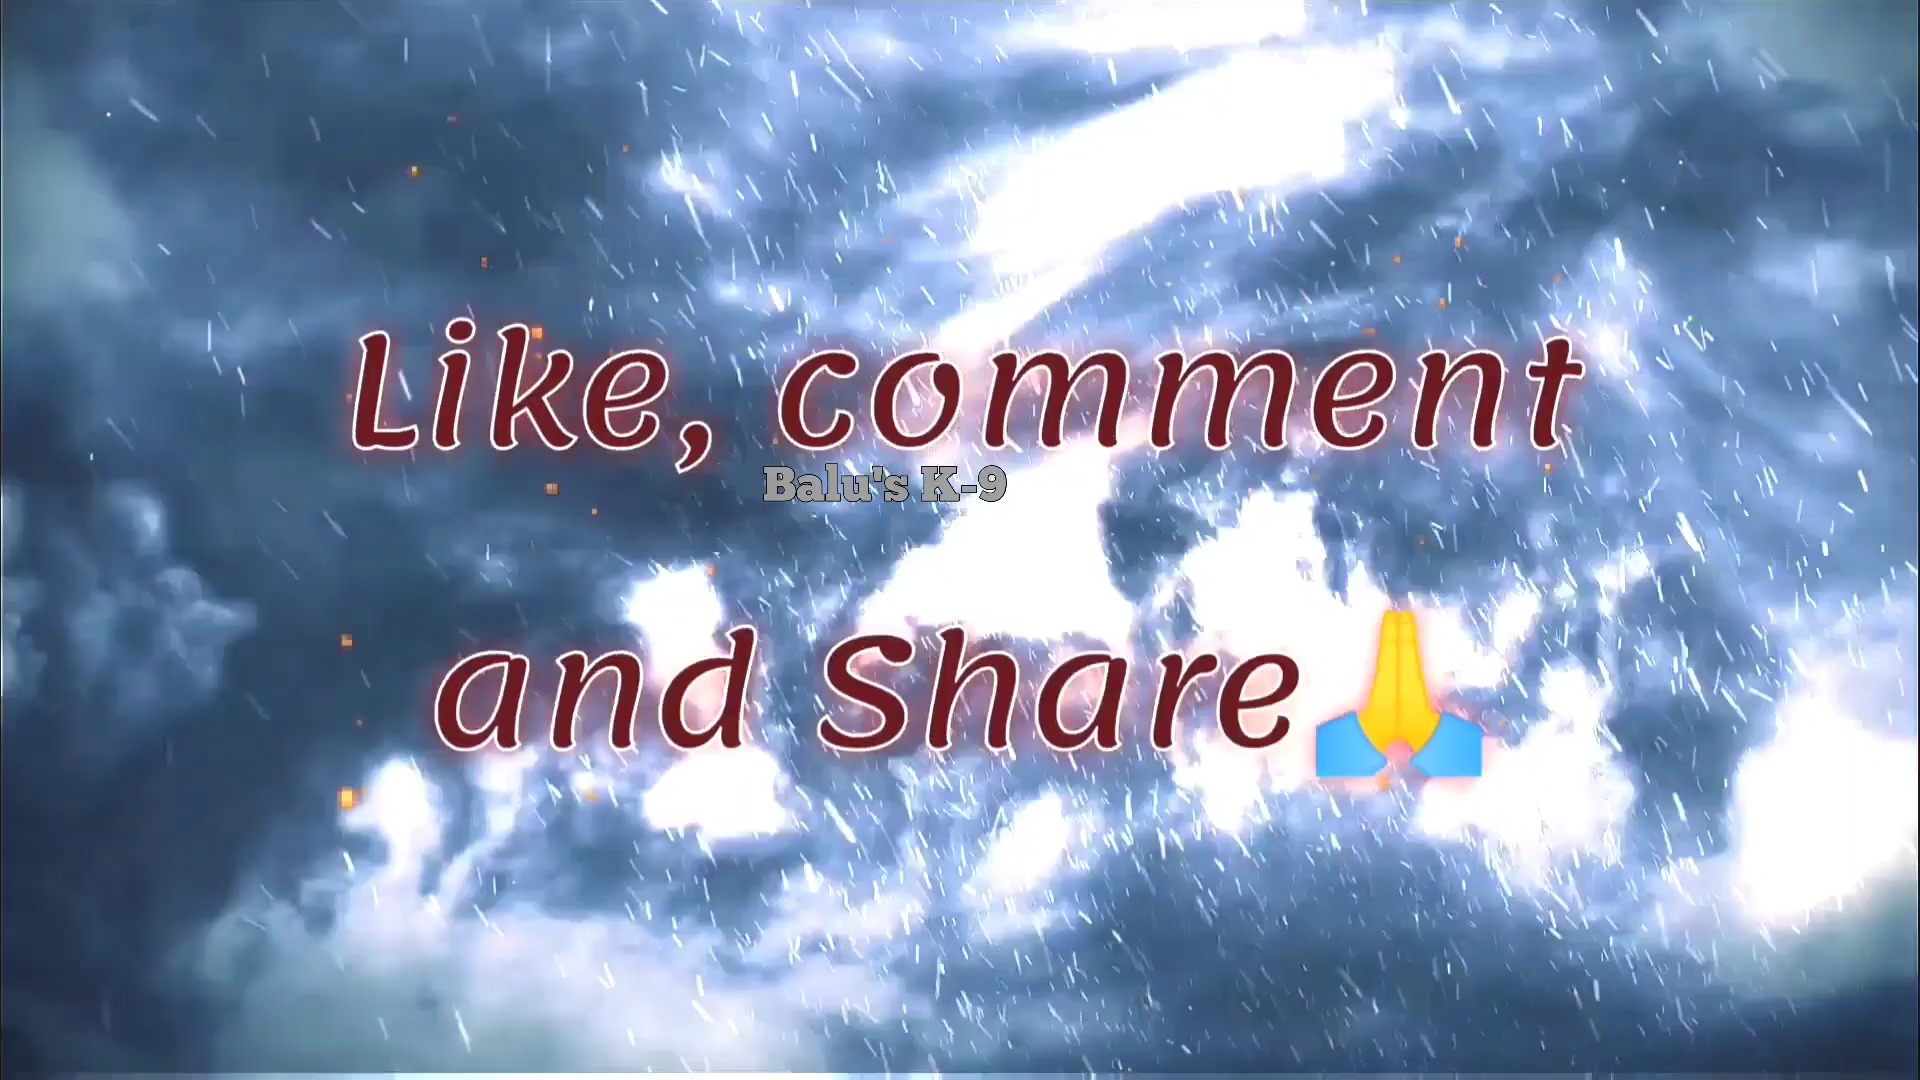 Like, comment
Balu's K-9
and Share🙏